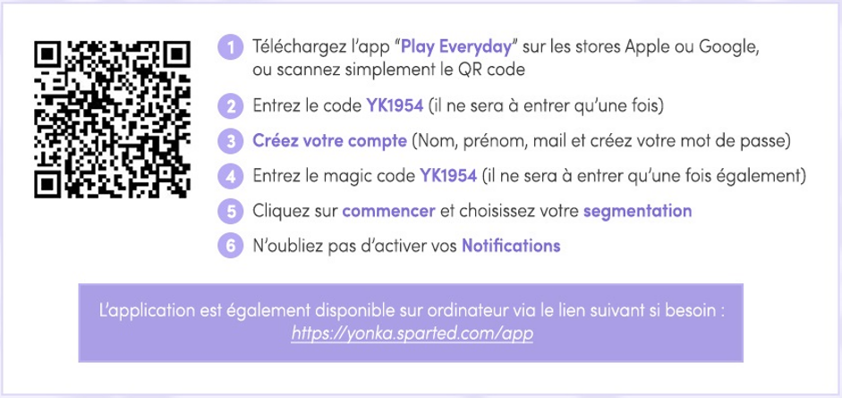 1 Téléchargez l'app “Play Everyday” sur les stores Apple ou Google,
ou scannez simplement le QR code
2 Entrez le code YK1954 (il ne sera à entrer qu'une fois)
3 Créez votre compte (Nom, prénom, mail et créez votre mot de passe)
4 Entrez le magic code YK1954 (il ne sera à entrer qu'une fois également)
5 Cliquez sur commencer et choisissez votre segmentation
6 N'oubliez pas d'activer vos Notifications
L'application est également disponible sur ordinateur via le lien suivant si besoin :
https://yonka.sparted.com/app